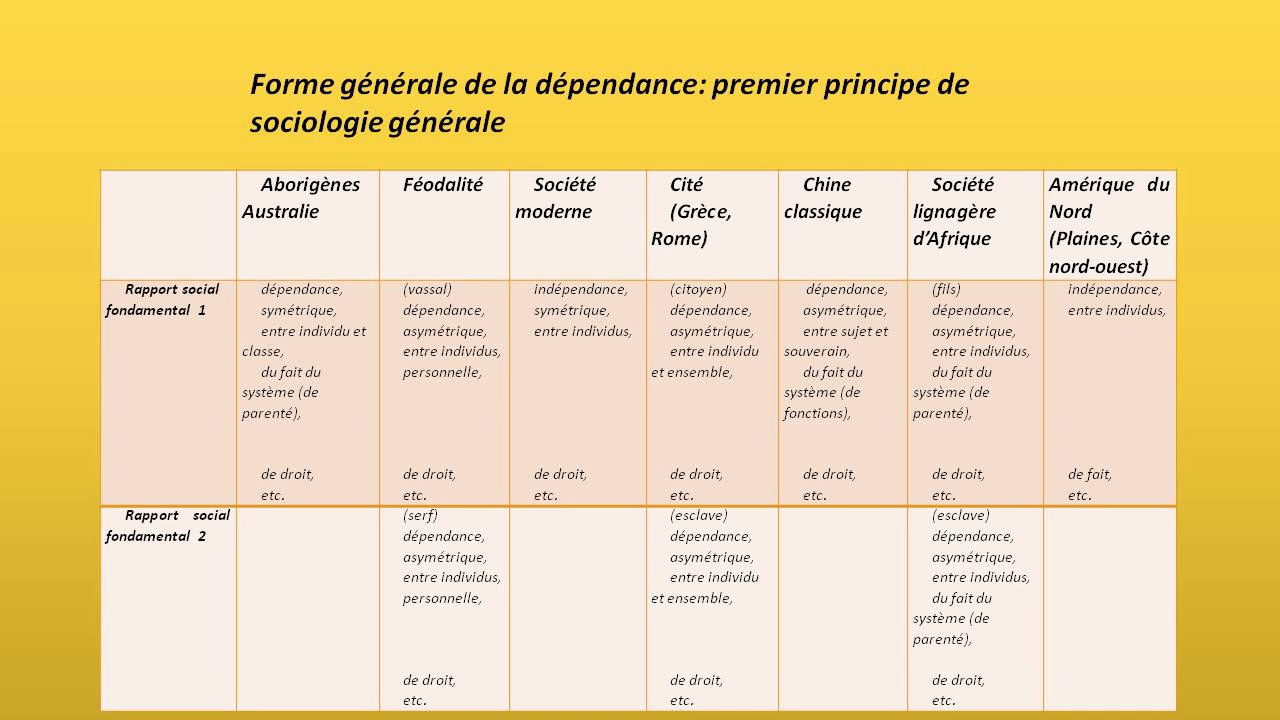 Forme générale de la dépendance: premier principe de
sociologie générale
Aborigènes
Australie
Féodalité
Société
moderne
Cité
(Grèce,
Rome)
Chine
classique
Société
lignagère
d’Afrique
Amérique du
Nord
(Plaines, Côte
nord-ouest)
Rapport social
fondamental 1
dépendance,
symétrique,
entre individu et
classe,
du fait du
système (de
parenté),
de droit,
etc.
(vassal)
dépendance,
asymétrique,
entre individus,
personnelle,
de droit,
etc.
indépendance,
symétrique,
entre individus,
de droit,
etc.
(citoyen)
dépendance,
asymétrique,
entre individu
et ensemble,
de droit,
etc.
dépendance,
asymétrique,
entre sujet et
souverain,
du fait du
système (de
fonctions),
de droit,
etc.
(fils)
dépendance,
asymétrique,
entre individus,
du fait du
système (de
parenté),
de droit,
etc.
indépendance,
entre individus,
de fait,
etc.
Rapport social
fondamental 2
(serf)
dépendance,
asymétrique,
entre individus,
personnelle,
de droit,
etc.
(esclave)
dépendance,
asymétrique,
entre individu
et ensemble,
de droit,
etc.
(esclave)
dépendance,
asymétrique,
entre individus,
du fait du
système (de
parenté),
de droit,
etc.